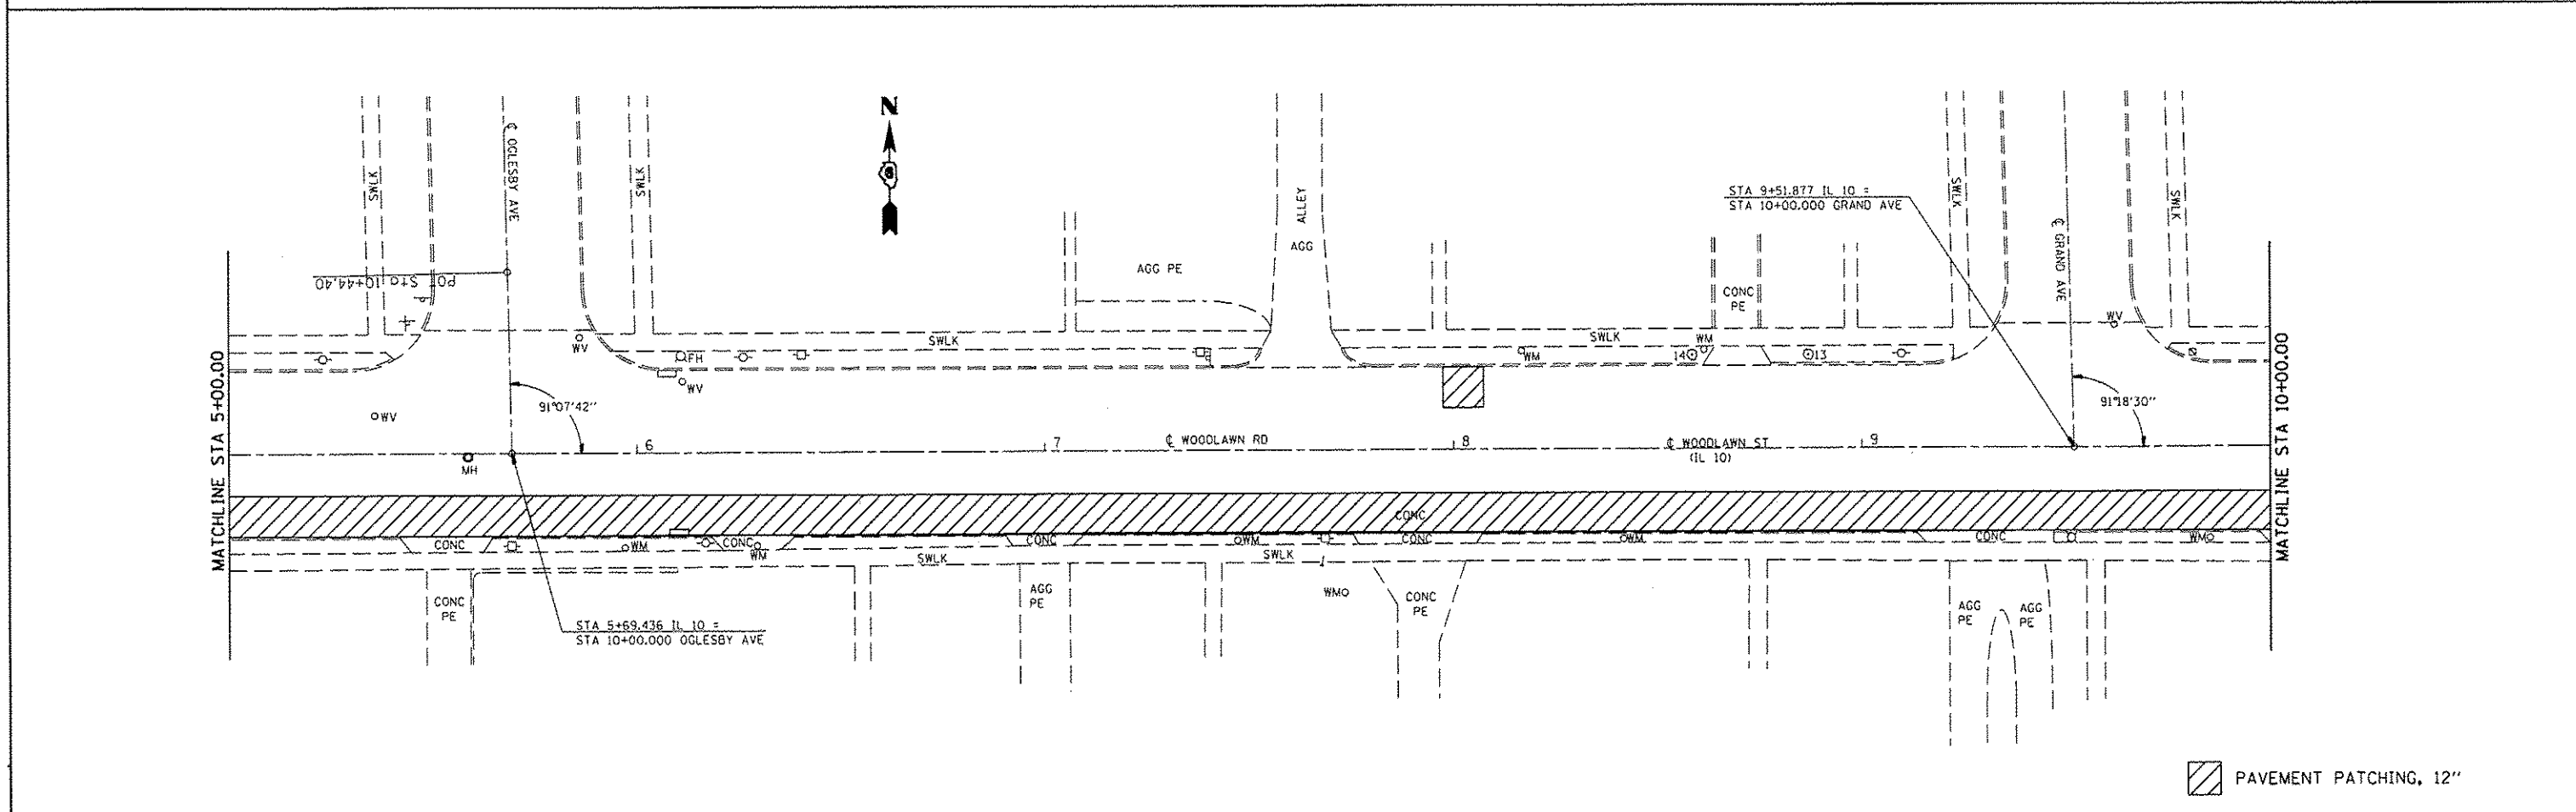 N
SWLK
℄ OGLESBY AVE
SWLK
ALLEY
AGG
AGG PE
STA 9+51.877 IL 10 =
STA 10+00.000 GRAND AVE
SWLK
℄ GRAND AVE
SWLK
POT Sta 10+44.40
CONC
PE
WV
FH
WV
SWLK
WM
SWLK
WM
14
13
WV
MATCHLINE STA 5+00.00
WV
91°07'42"
91°18'30"
MATCHLINE STA 10+00.00
MH
6
7
℄ WOODLAWN RD
8
℄ WOODLAWN ST
(IL 10)
9
CONC
CONC
WM
CONC
WM
SWLK
CONC
WM
SWLK
CONC
WM
CONC
WM
CONC
PE
STA 5+69.436 IL 10 =
STA 10+00.000 OGLESBY AVE
AGG
PE
WM
CONC
PE
AGG
PE
AGG
PE
PAVEMENT PATCHING, 12"